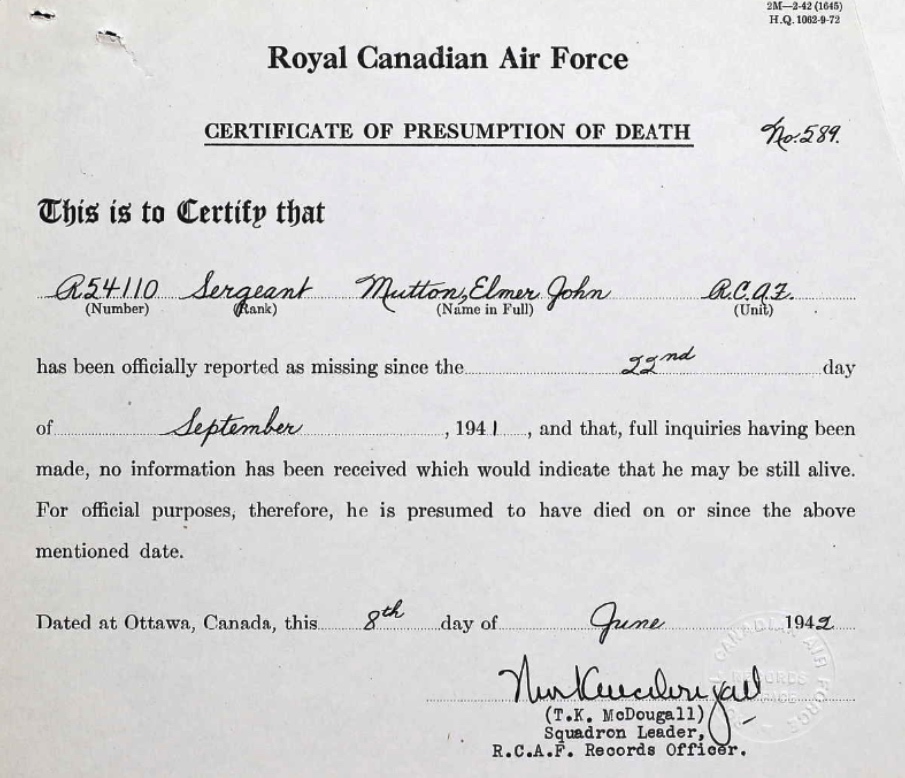 2M—2-42 (1645)
H.Q. 1062-9-72
Royal Canadian Air Force
CERTIFICATE OF PRESUMPTION OF DEATH No. 589.
This is to Certify that
R54110 Sergeant Mutton, Elmer John R.C.A.F.
(Number) (Rank) (Name in Full) (Unit)
has been officially reported as missing since the 22nd day
of September, 1941, and that, full inquiries having been
made, no information has been received which would indicate that he may be still alive.
For official purposes, therefore, he is presumed to have died on or since the above
mentioned date.
Dated at Ottawa, Canada, this 8th day of June 1942
(T.K. McDougall)
Squadron Leader,
R.C.A.F. Records Officer.
CANADIAN AIR FORCE
RECORDS